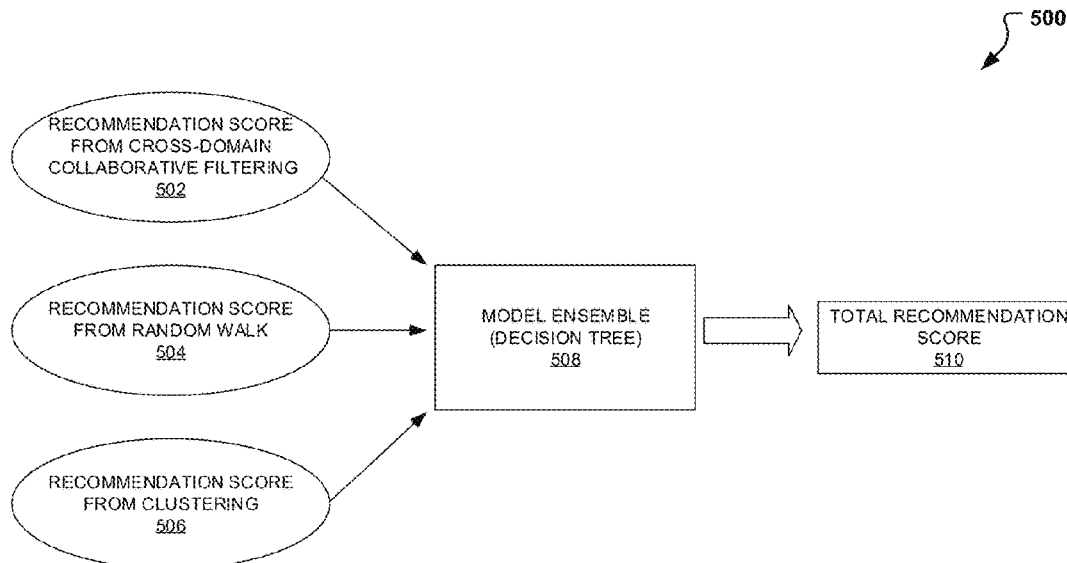 500
RECOMMENDATION SCORE
FROM CROSS-DOMAIN
COLLABORATIVE FILTERING
502
RECOMMENDATION SCORE
FROM RANDOM WALK
504
RECOMMENDATION SCORE
FROM CLUSTERING
506
MODEL ENSEMBLE
(DECISION TREE)
508
TOTAL RECOMMENDATION
SCORE
510